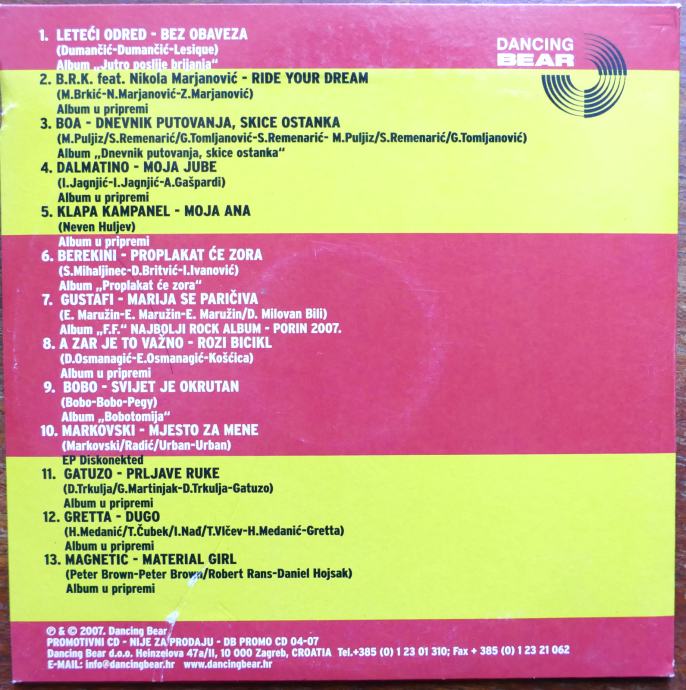 1. LETEĆI ODRED - BEZ OBAVEZA
(Dumančić-Dumančić-Lesique)
Album „Jutro poslije brijanja“
DANCING
BEAR
2. B.R.K. feat. Nikola Marjanović - RIDE YOUR DREAM
(M.Brkić-N.Marjanović-Z.Marjanović)
Album u pripremi
3. BOA - DNEVNIK PUTOVANJA, SKICE OSTANKA
(M.Puljiz/S.Remenarić/G.Tomljanović-S.Remenarić- M.Puljiz/S.Remenarić/G.Tomljanović)
Album „Dnevnik putovanja, skice ostanka“
4. DALMATINO - MOJA JUBE
(I.Jagnjić-I.Jagnjić-A.Gašpardi)
Album u pripremi
5. KLAPA KAMPANEL - MOJA ANA
(Neven Huljev)
Album u pripremi
6. BEREKINI - PROPLAKAT ĆE ZORA
(S.Mihaljinec-D.Britvić-I.Ivanović)
Album „Proplakat će zora“
7. GUSTAFI - MARIJA SE PARIČIVA
(E. Maružin-E. Maružin-E. Maružin/D. Milovan Bili)
Album „F.F.“ NAJBOLJI ROCK ALBUM - PORIN 2007.
8. A ZAR JE TO VAŽNO - ROZI BICIKL
(D.Osmanagić-E.Osmanagić-Košćica)
Album u pripremi
9. BOBO - SVIJET JE OKRUTAN
(Bobo-Bobo-Pegy)
Album „Bobotomija“
10. MARKOVSKI - MJESTO ZA MENE
(Markovski/Radić/Urban-Urban)
EP Diskonekted
11. GATUZO - PRLJAVE RUKE
(D.Trkulja/G.Martinjak-D.Trkulja-Gatuzo)
Album u pripremi
12. GRETTA - DUGO
(H.Medanić/T.Čubek/I.Nađ/T.Vlčev-H.Medanić-Gretta)
Album u pripremi
13. MAGNETIC - MATERIAL GIRL
(Peter Brown-Peter Brown/Robert Rans-Daniel Hojsak)
Album u pripremi
℗ & © 2007. Dancing Bear
PROMOTIVNI CD - NIJE ZA PRODAJU - DB PROMO CD 04-07
Dancing Bear d.o.o. Heinzelova 47a/II, 10 000 Zagreb, CROATIA Tel.+385 (0) 1 23 01 310; Fax + 385 (0) 1 23 21 062
E-MAIL: info@dancingbear.hr www.dancingbear.hr